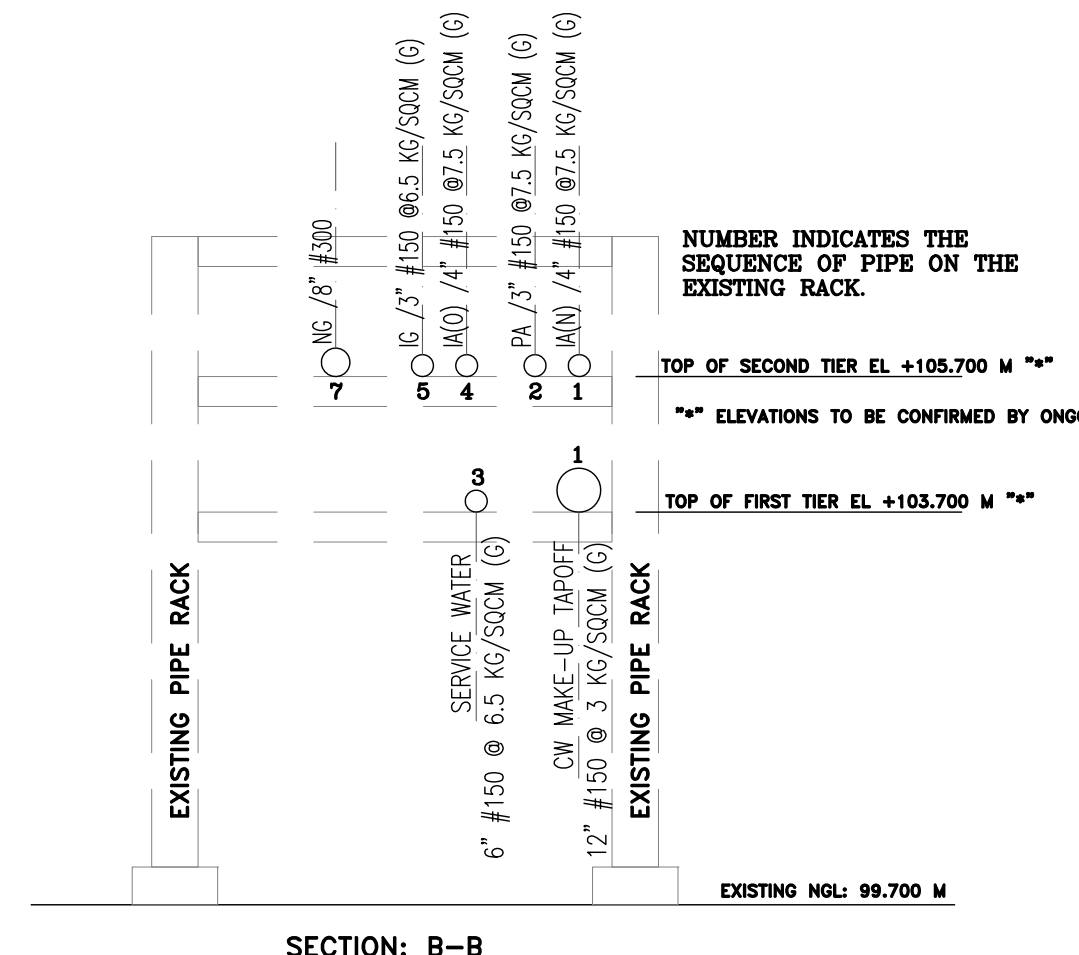 NG /8" #300
IG /3" #150 @6.5 KG/SQCM (G)
IA(O) /4" #150 @7.5 KG/SQCM (G)
PA /3" #150 @7.5 KG/SQCM (G)
IA(N) /4" #150 @7.5 KG/SQCM (G)
NUMBER INDICATES THE
SEQUENCE OF PIPE ON THE
EXISTING RACK.
TOP OF SECOND TIER EL +105.700 M "*"
7 5 4 2 1
"*" ELEVATIONS TO BE CONFIRMED BY
3 1
TOP OF FIRST TIER EL +103.700 M "*"
SERVICE WATER
6" #150 @ 6.5 KG/SQCM (G)
CW MAKE-UP TAPOFF
12" #150 @ 3 KG/SQCM (G)
EXISTING PIPE RACK
EXISTING PIPE RACK
EXISTING NGL: 99.700 M
SECTION: B-B